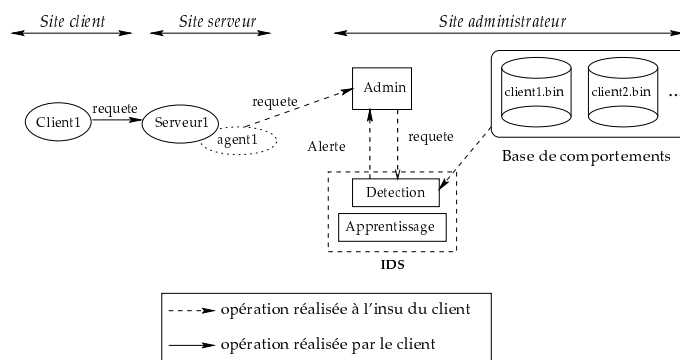 Site client
Site serveur
Site administrateur
Client1
requete
Serveur1
agent1
requete
Admin
client1.bin
client2.bin
...
Alerte
requete
Base de comportements
Detection
Apprentissage
IDS
opération réalisée à l'insu du client
opération réalisée par le client